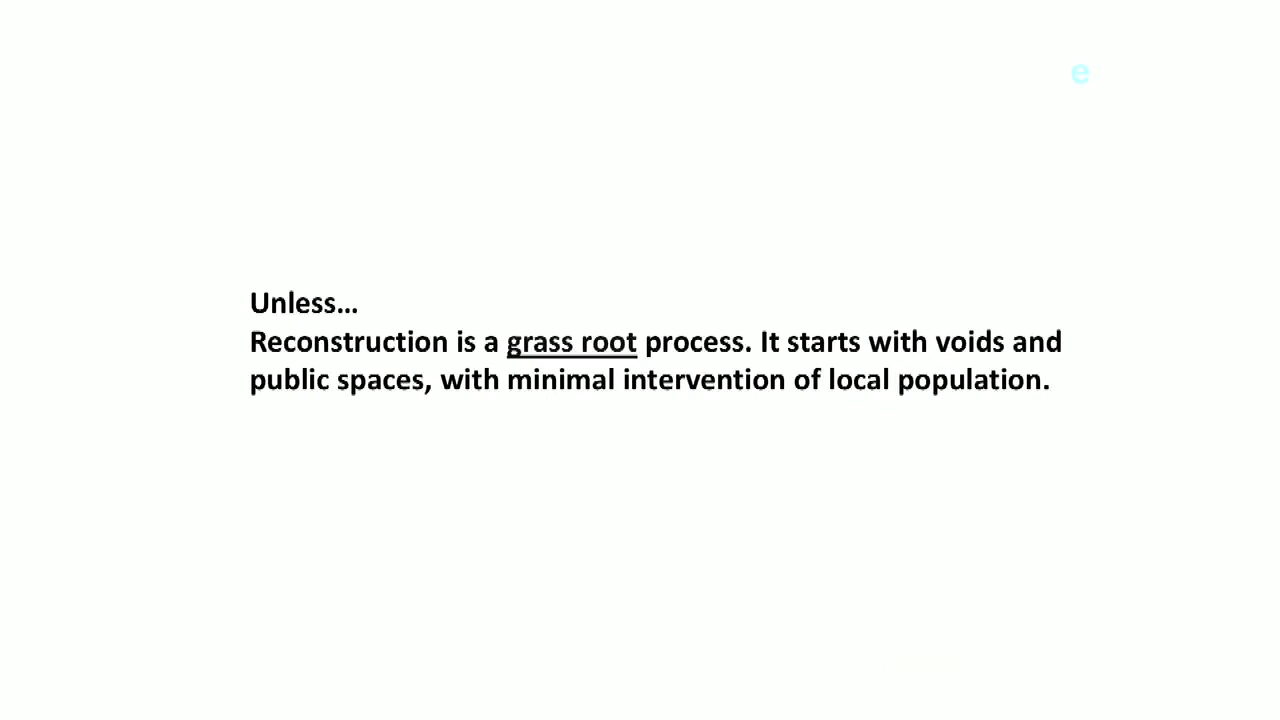 e
Unless...
Reconstruction is a grass root process. It starts with voids and
public spaces, with minimal intervention of local population.